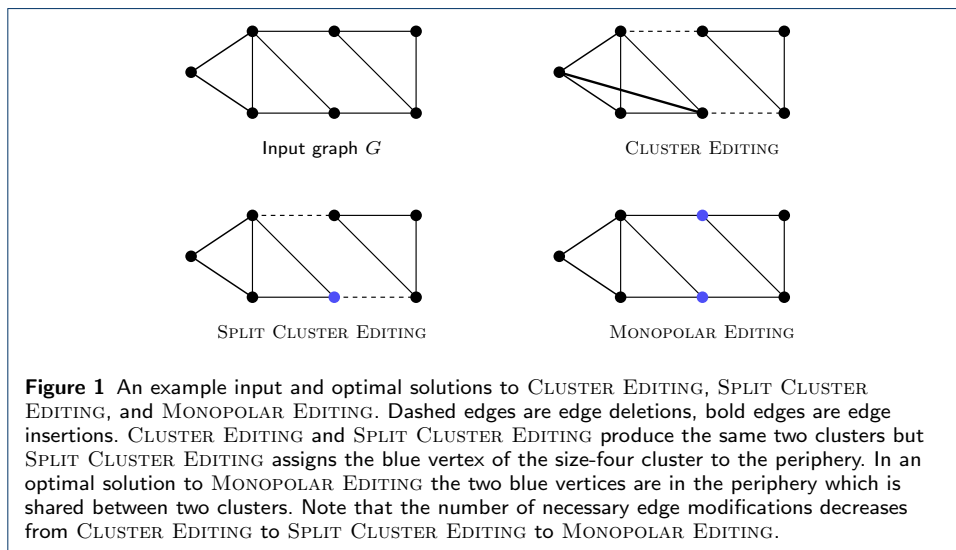 Input graph G
CLUSTER EDITING
SPLIT CLUSTER EDITING
MONOPOLAR EDITING
Figure 1 An example input and optimal solutions to CLUSTER EDITING, SPLIT CLUSTER
EDITING, and MONOPOLAR EDITING. Dashed edges are edge deletions, bold edges are edge
insertions. CLUSTER EDITING and SPLIT CLUSTER EDITING produce the same two clusters but
SPLIT CLUSTER EDITING assigns the blue vertex of the size-four cluster to the periphery. In an
optimal solution to MONOPOLAR EDITING the two blue vertices are in the periphery which is
shared between two clusters. Note that the number of necessary edge modifications decreases
from CLUSTER EDITING to SPLIT CLUSTER EDITING to MONOPOLAR EDITING.